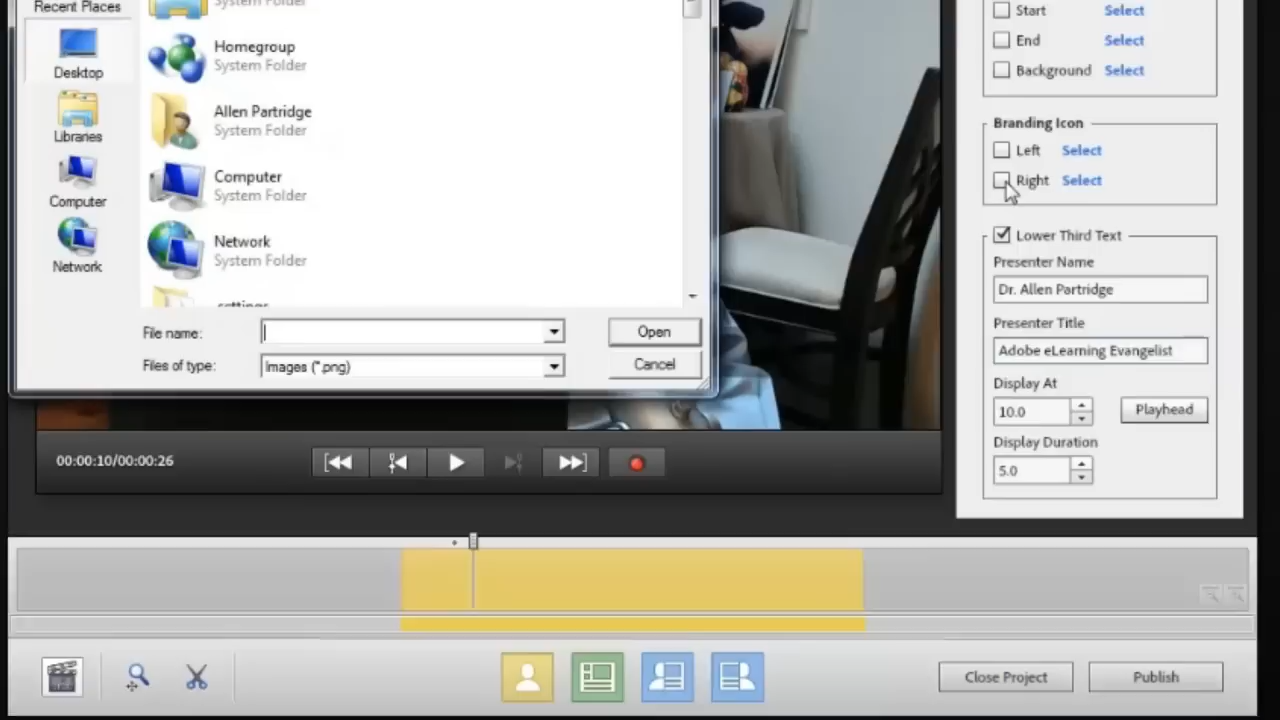 Recent Places
System Folder
Desktop
Homegroup
System Folder
Libraries
Allen Partridge
System Folder
Computer
Computer
System Folder
Network
Network
System Folder
File name:
Open
Files of type:
Images (*.png)
Cancel
Start Select
End Select
Background Select
Branding Icon
Left Select
Right Select
Lower Third Text
Presenter Name
Dr. Allen Partridge
Presenter Title
Adobe eLearning Evangelist
Display At
10.0
Playhead
Display Duration
5.0
00:00:10/00:00:26
Close Project
Publish